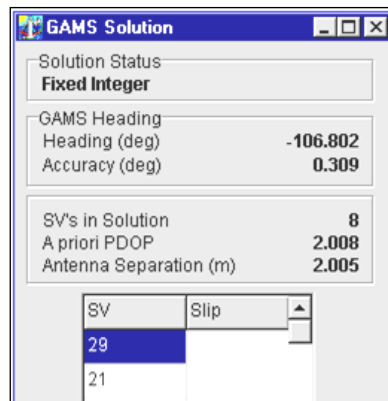 GAMS Solution
Solution Status
Fixed Integer
GAMS Heading
Heading (deg) -106.802
Accuracy (deg) 0.309
SV's in Solution 8
A priori PDOP 2.008
Antenna Separation (m) 2.005
SV Slip
29
21